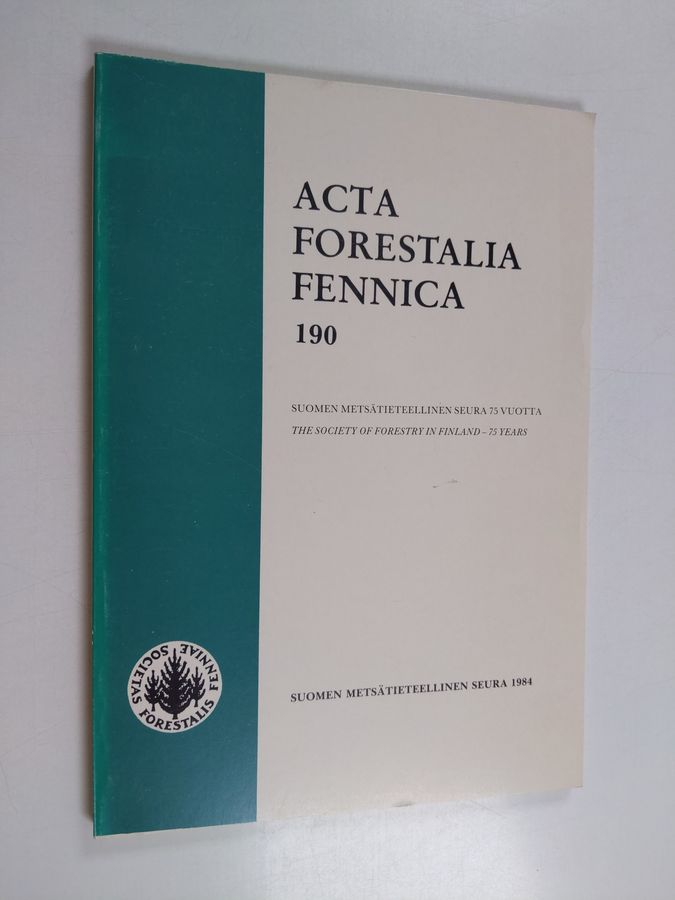 ACTA
FORESTALIA
FENNICA
190
SUOMEN METSÄTIETEELLINEN SEURA 75 VUOTTA
THE SOCIETY OF FORESTRY IN FINLAND – 75 YEARS
SOCIETAS FORESTALIS FENNIAE
SUOMEN METSÄTIETEELLINEN SEURA 1984